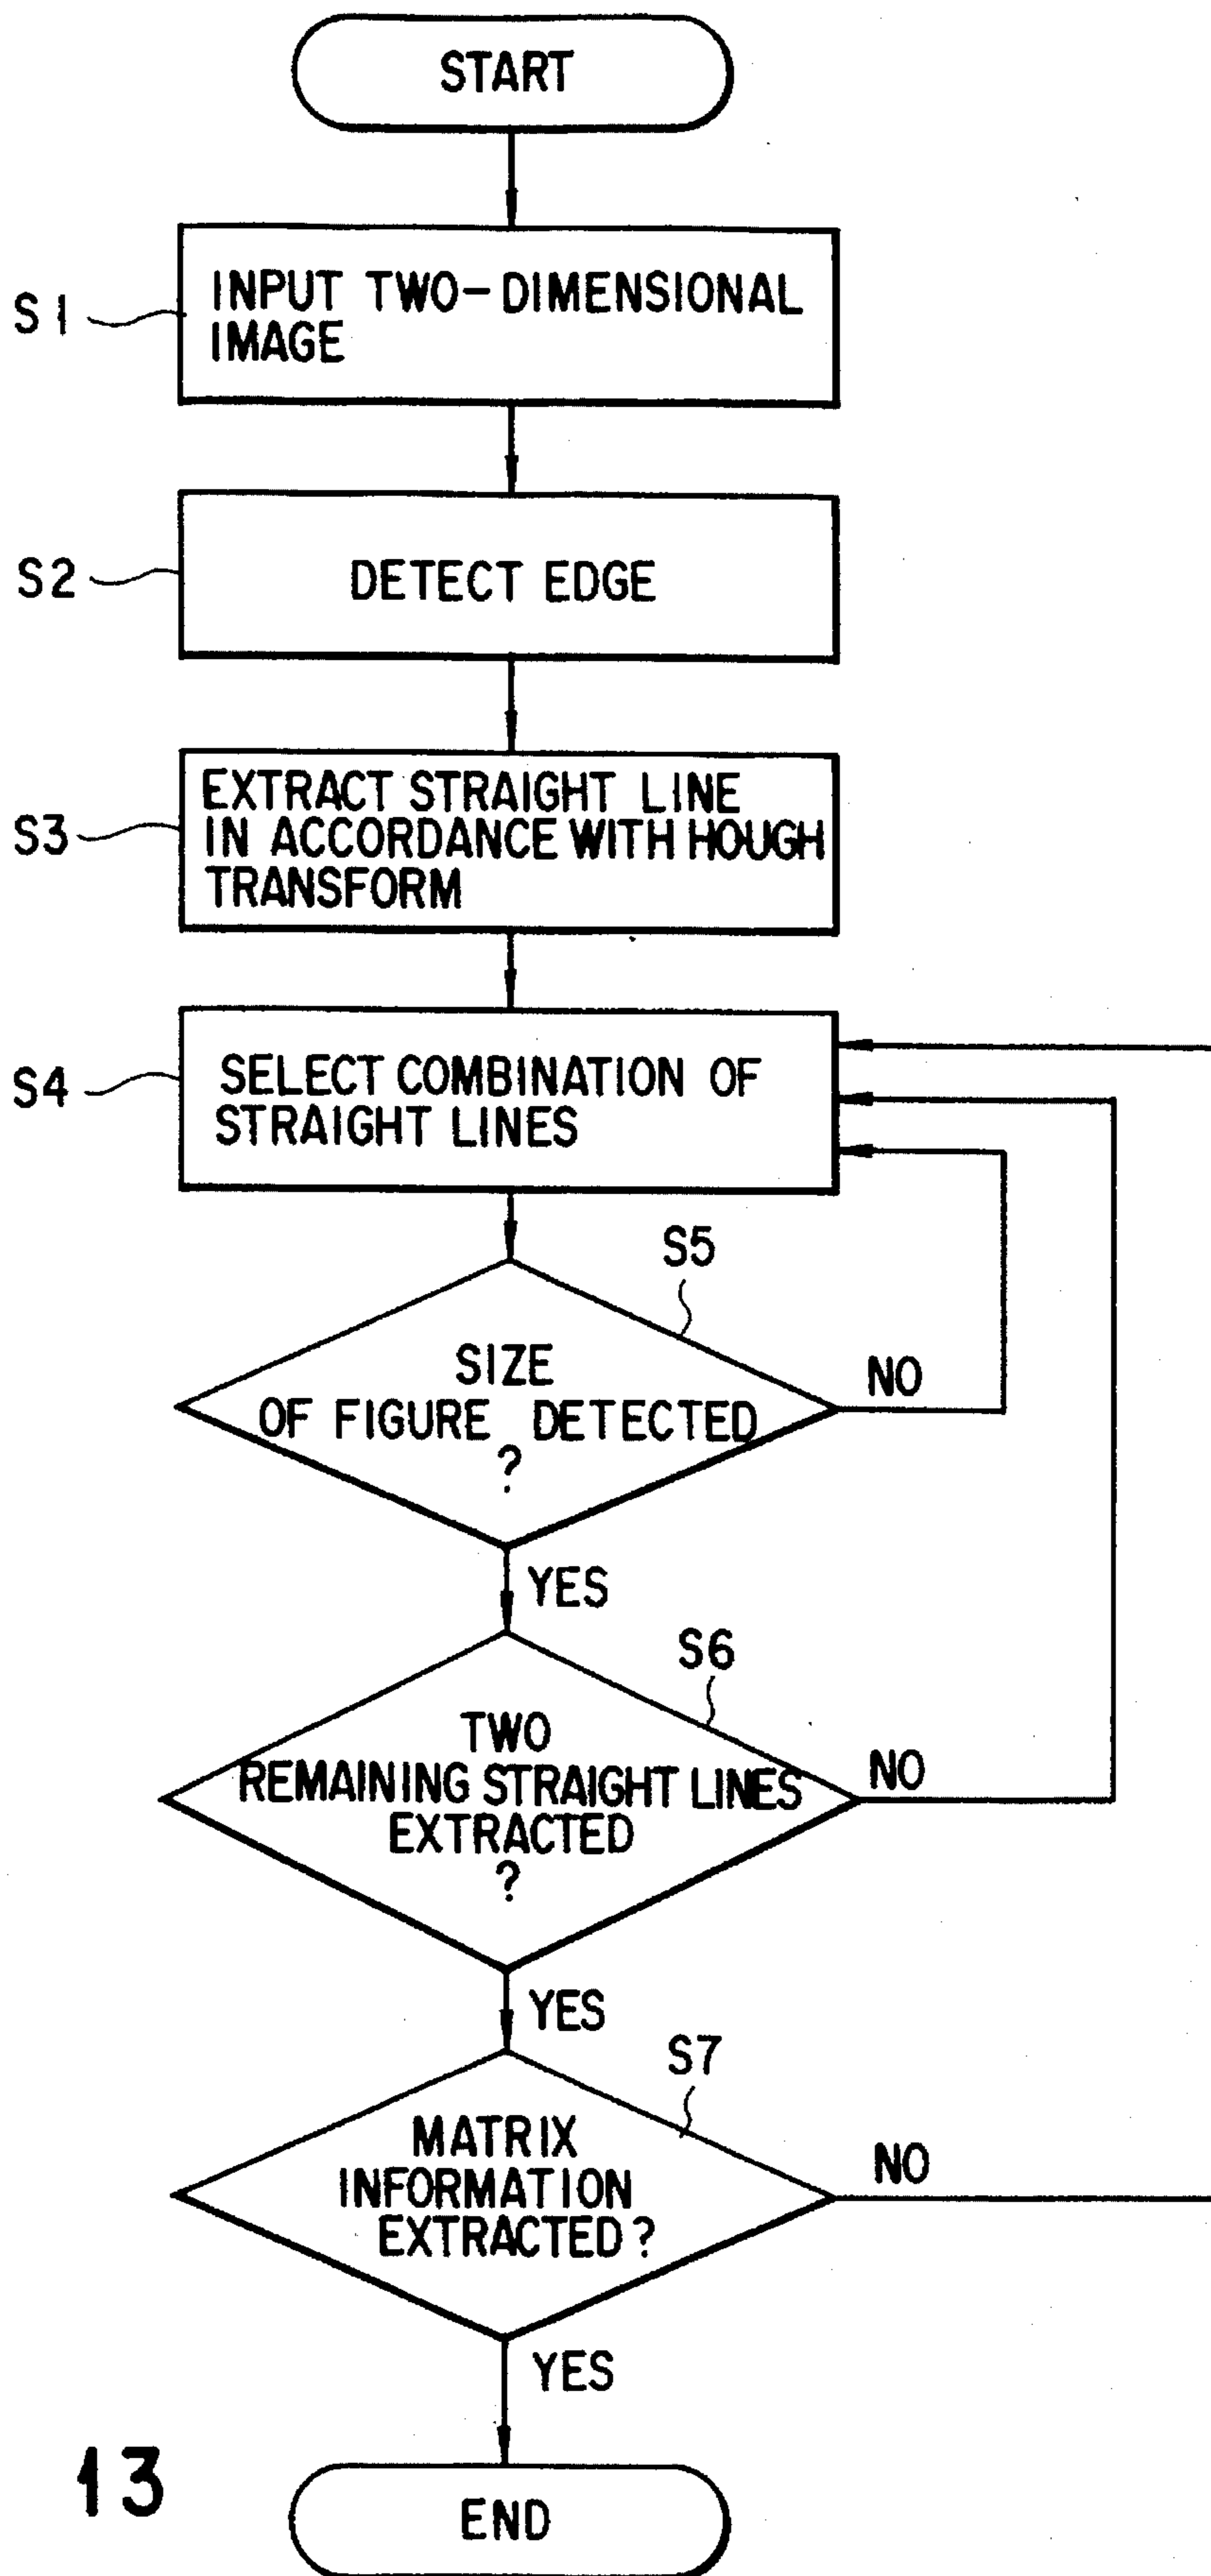 START
S1
INPUT TWO-DIMENSIONAL
IMAGE
S2
DETECT EDGE
S3
EXTRACT STRAIGHT LINE
IN ACCORDANCE WITH HOUGH
TRANSFORM
S4
SELECT COMBINATION OF
STRAIGHT LINES
S5
SIZE
OF FIGURE DETECTED
?
NO
YES
S6
TWO
REMAINING STRAIGHT LINES
EXTRACTED
?
NO
YES
S7
MATRIX
INFORMATION
EXTRACTED?
NO
YES
13
END